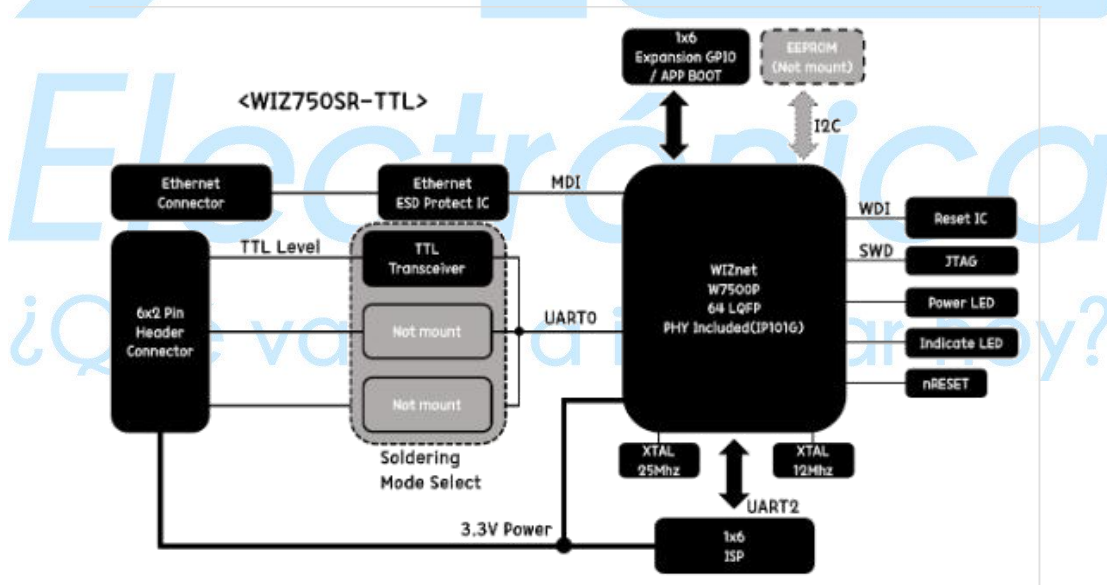 1x6
Expansion GPIO
/ APP BOOT
EEPROM
(Not mount)
<WIZ750SR-TTL>
I2C
Electrónica
Ethernet
Connector
Ethernet
ESD Protect IC
MDI
WDI
Reset IC
TTL Level
TTL
Transceiver
SWD
JTAG
WIZnet
W7500P
64 LQFP
PHY Included(IP101G)
6x2 Pin
Header
Connector
Not mount
UART0
Power LED
Indicate LED
¿Qu
va
a i
ar hoy?
nRESET
Not mount
Soldering
Mode Select
XTAL
25Mhz
XTAL
12Mhz
UART2
3.3V Power
1x6
ISP